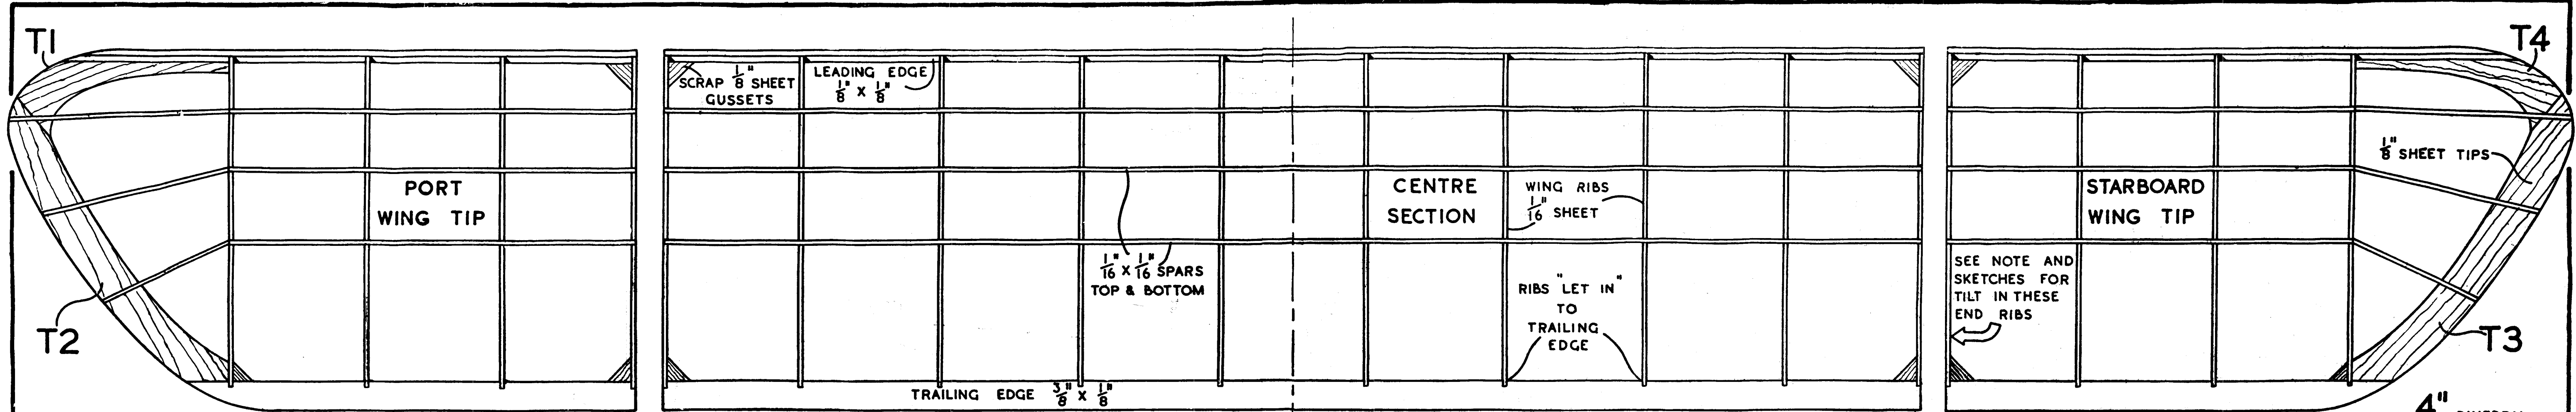 T1
T4
SCRAP 1/8" SHEET
GUSSETS
LEADING EDGE
1/8" X 1/8"
1/8" SHEET TIPS
PORT
WING TIP
CENTRE
SECTION
WING RIBS
1/16" SHEET
STARBOARD
WING TIP
1/16" X 1/16" SPARS
TOP & BOTTOM
RIBS "LET IN"
TO
TRAILING
EDGE
SEE NOTE AND
SKETCHES FOR
TILT IN THESE
END RIBS
T2
T3
TRAILING EDGE 3/8" X 1/8"
4"